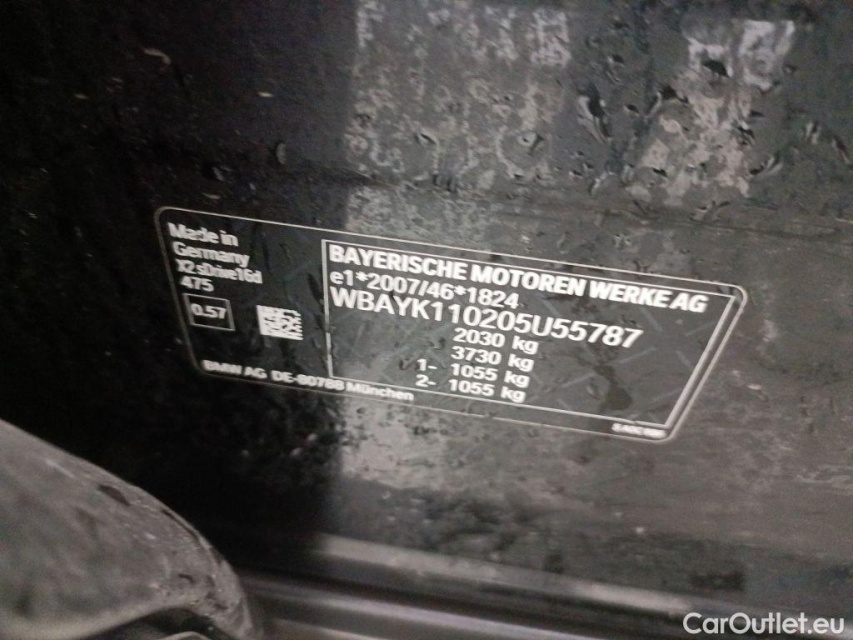 Made in
Germany
X2 sDrive16d
475
0.57
BAYERISCHE MOTOREN WERKE AG
e1*2007/46*1824
WBAYK110205U55787
2030 kg
3730 kg
1- 1055 kg
2- 1055 kg
BMW AG DE-80788 München
CarOutlet.eu